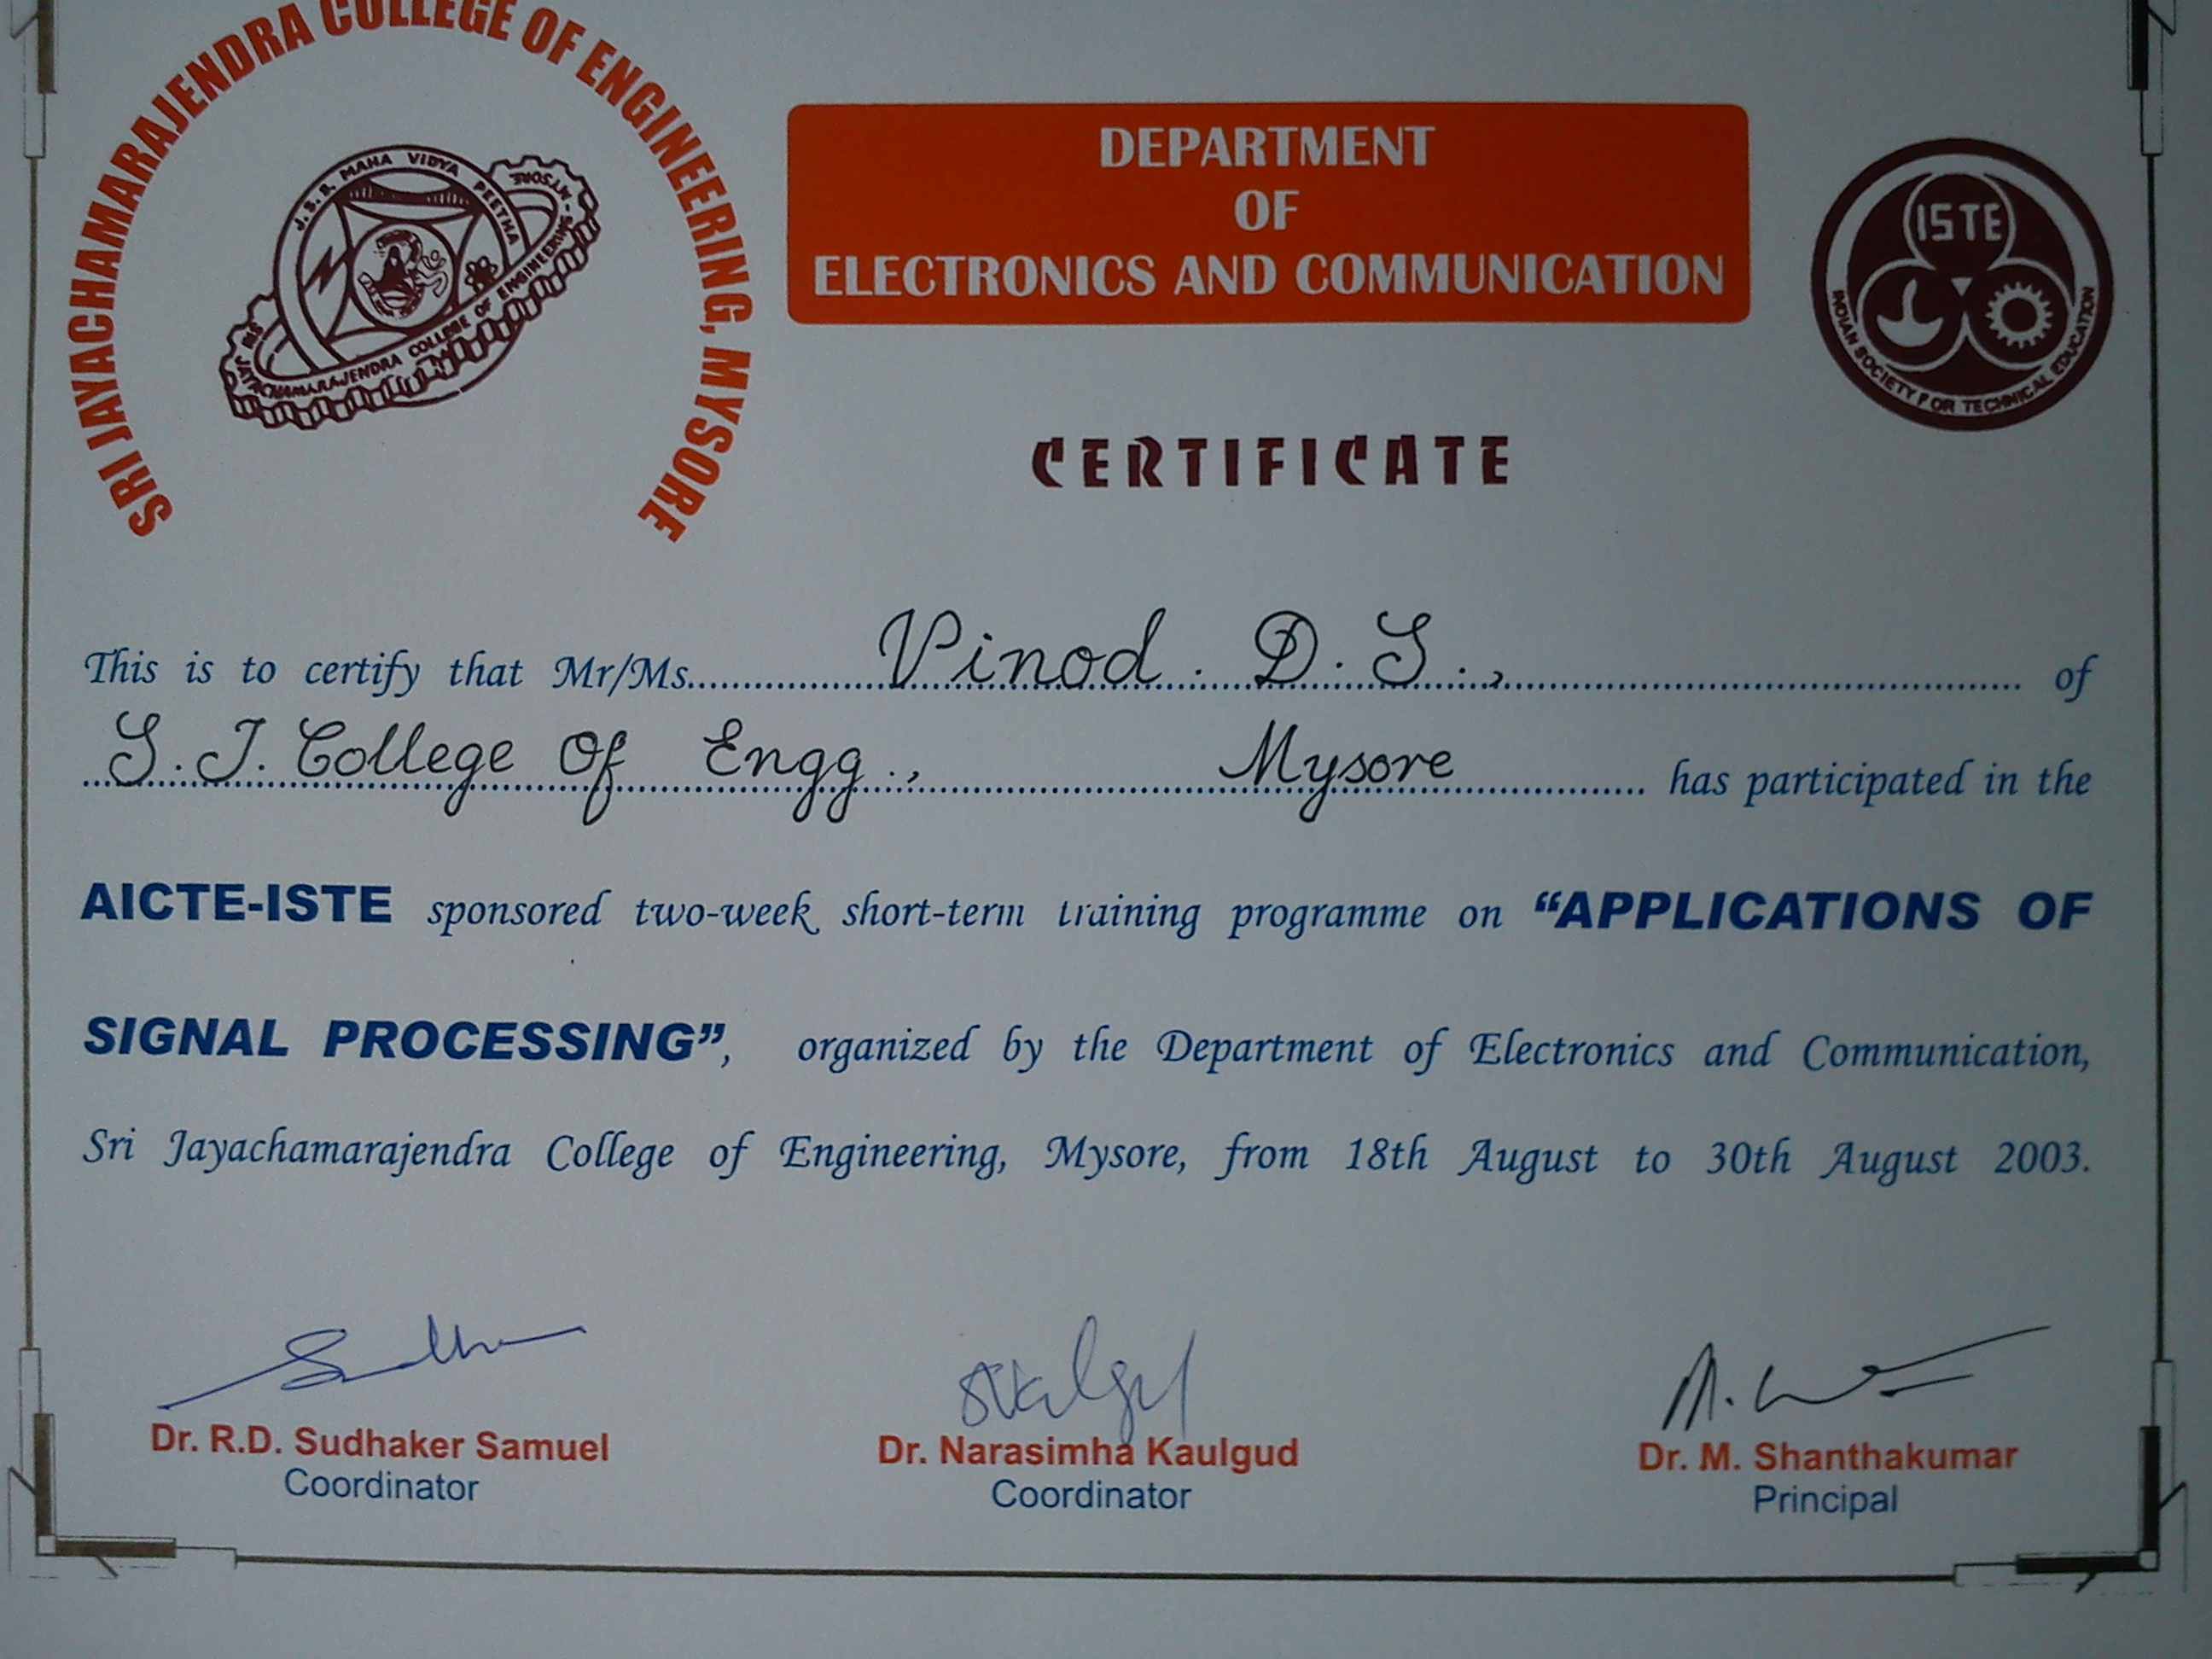 SRI JAYACHAMARAJENDRA COLLEGE OF ENGINEERING, MYSORE
J.S.S. MAHA VIDYA PEETHA
SRI JAYACHAMARAJENDRA COLLEGE OF ENGINEERING - MYSORE
DEPARTMENT
OF
ELECTRONICS AND COMMUNICATION
ISTE
INDIAN SOCIETY FOR TECHNICAL EDUCATION
CERTIFICATE
This is to certify that Mr/Ms. Vinod. D. S., of
S. J. College Of Engg., Mysore has participated in the
AICTE-ISTE sponsored two-week short-term training programme on “APPLICATIONS OF
SIGNAL PROCESSING”, organized by the Department of Electronics and Communication,
Sri Jayachamarajendra College of Engineering, Mysore, from 18th August to 30th August 2003.
Dr. R.D. Sudhaker Samuel
Coordinator
Dr. Narasimha Kaulgud
Coordinator
Dr. M. Shanthakumar
Principal